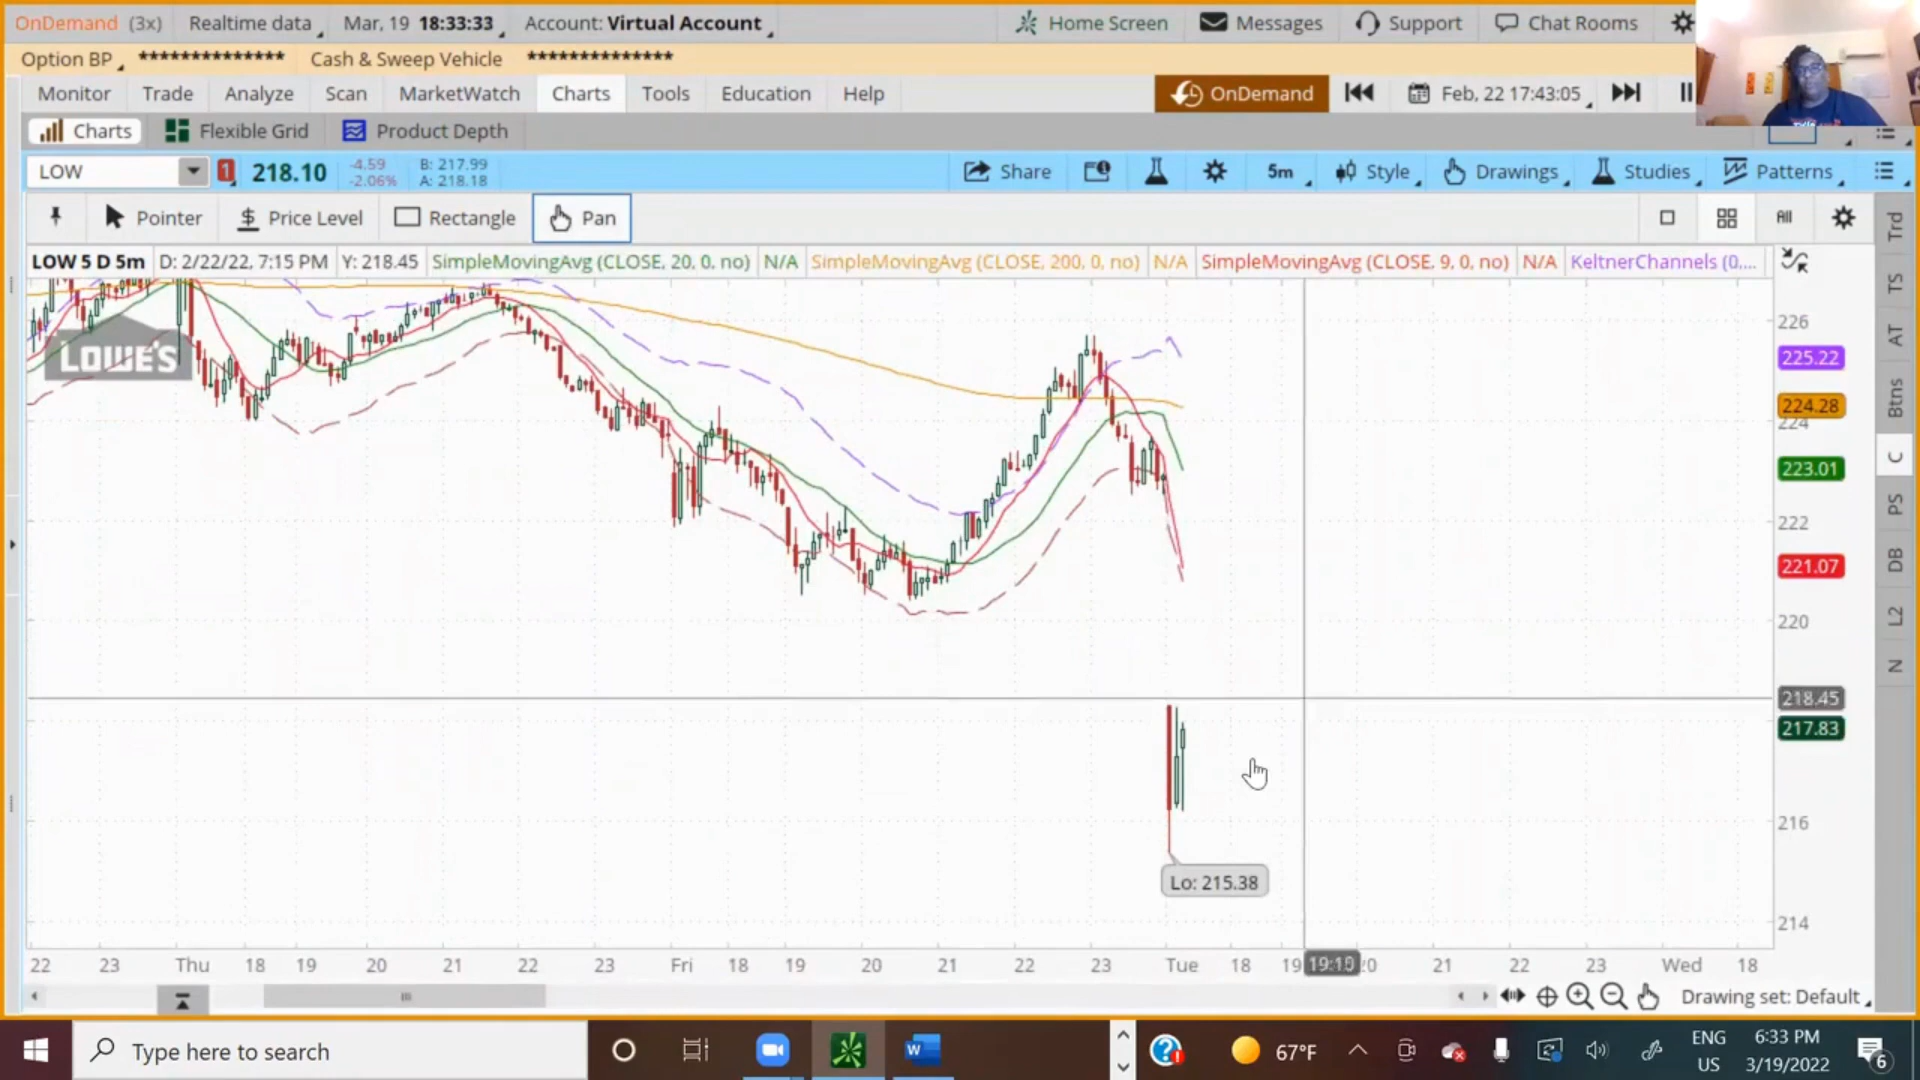 OnDemand (3x) Realtime data Mar, 19 18:33:33 Account: Virtual Account Home Screen Messages Support Chat Rooms
Option BP ************** Cash & Sweep Vehicle **************
Monitor Trade Analyze Scan MarketWatch Charts Tools Education Help OnDemand Feb, 22 17:43:05
Charts Flexible Grid Product Depth
LOW 1 218.10 -4.59 -2.06% B: 217.99 A: 218.18 Share 5m Style Drawings Studies Patterns
Pointer $ Price Level Rectangle Pan All
LOW 5 D 5m D: 2/22/22, 7:15 PM Y: 218.45 SimpleMovingAvg (CLOSE, 20, 0, no) N/A SimpleMovingAvg (CLOSE, 200, 0, no) N/A SimpleMovingAvg (CLOSE, 9, 0, no) N/A KeltnerChannels (0,...
Trd
TS
AT
Btns
C
PS
DB
L2
N
LOWE'S
226
225.22
224.28
224
223.01
222
221.07
220
218.45
217.83
216
214
Lo: 215.38
22 23 Thu 18 19 20 21 22 23 Fri 18 19 20 21 22 23 Tue 18 19 19:10 20 21 22 23 Wed 18
Drawing set: Default
Type here to search
W
67°F
ENG
US
6:33 PM
3/19/2022
6